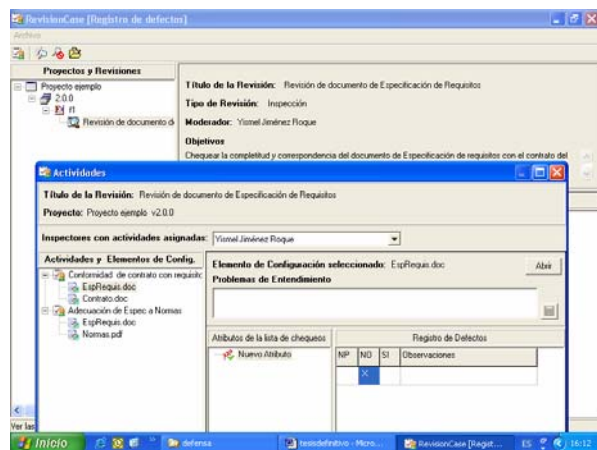 RevisionCase [Registro de defectos]
Archivo
Proyectos y Revisiones
Proyecto ejemplo
2.0.0
Revisión de documento d
Título de la Revisión: Revisión de documento de Especificación de Requisitos
Tipo de Revisión: Inspección
Moderador: Yismel Jiménez Roque
Objetivos
Chequear la completitud y correspondencia del documento de Especificación de requisitos con el contrato del
Actividades
Título de la Revisión: Revisión de documento de Especificación de Requisitos
Proyecto: Proyecto ejemplo v2.0.0
Inspectores con actividades asignadas: Yismel Jiménez Roque
Actividades y Elementos de Config.
Conformidad de contrato con requisitc
EspRequis.doc
Contrato.doc
Adecuación de Espec a Normas
EspRequis.doc
Normas.pdf
Elemento de Configuración seleccionado: EspRequis.doc
Abrir
Problemas de Entendimiento
Atributos de la lista de chequeos
Nuevo Atributo
Registro de Defectos
NP NO SI Observaciones
X
Ver las
Inicio
defensa
tesisdefinitivo - Micro...
RevisionCase [Regist...
ES
16:12